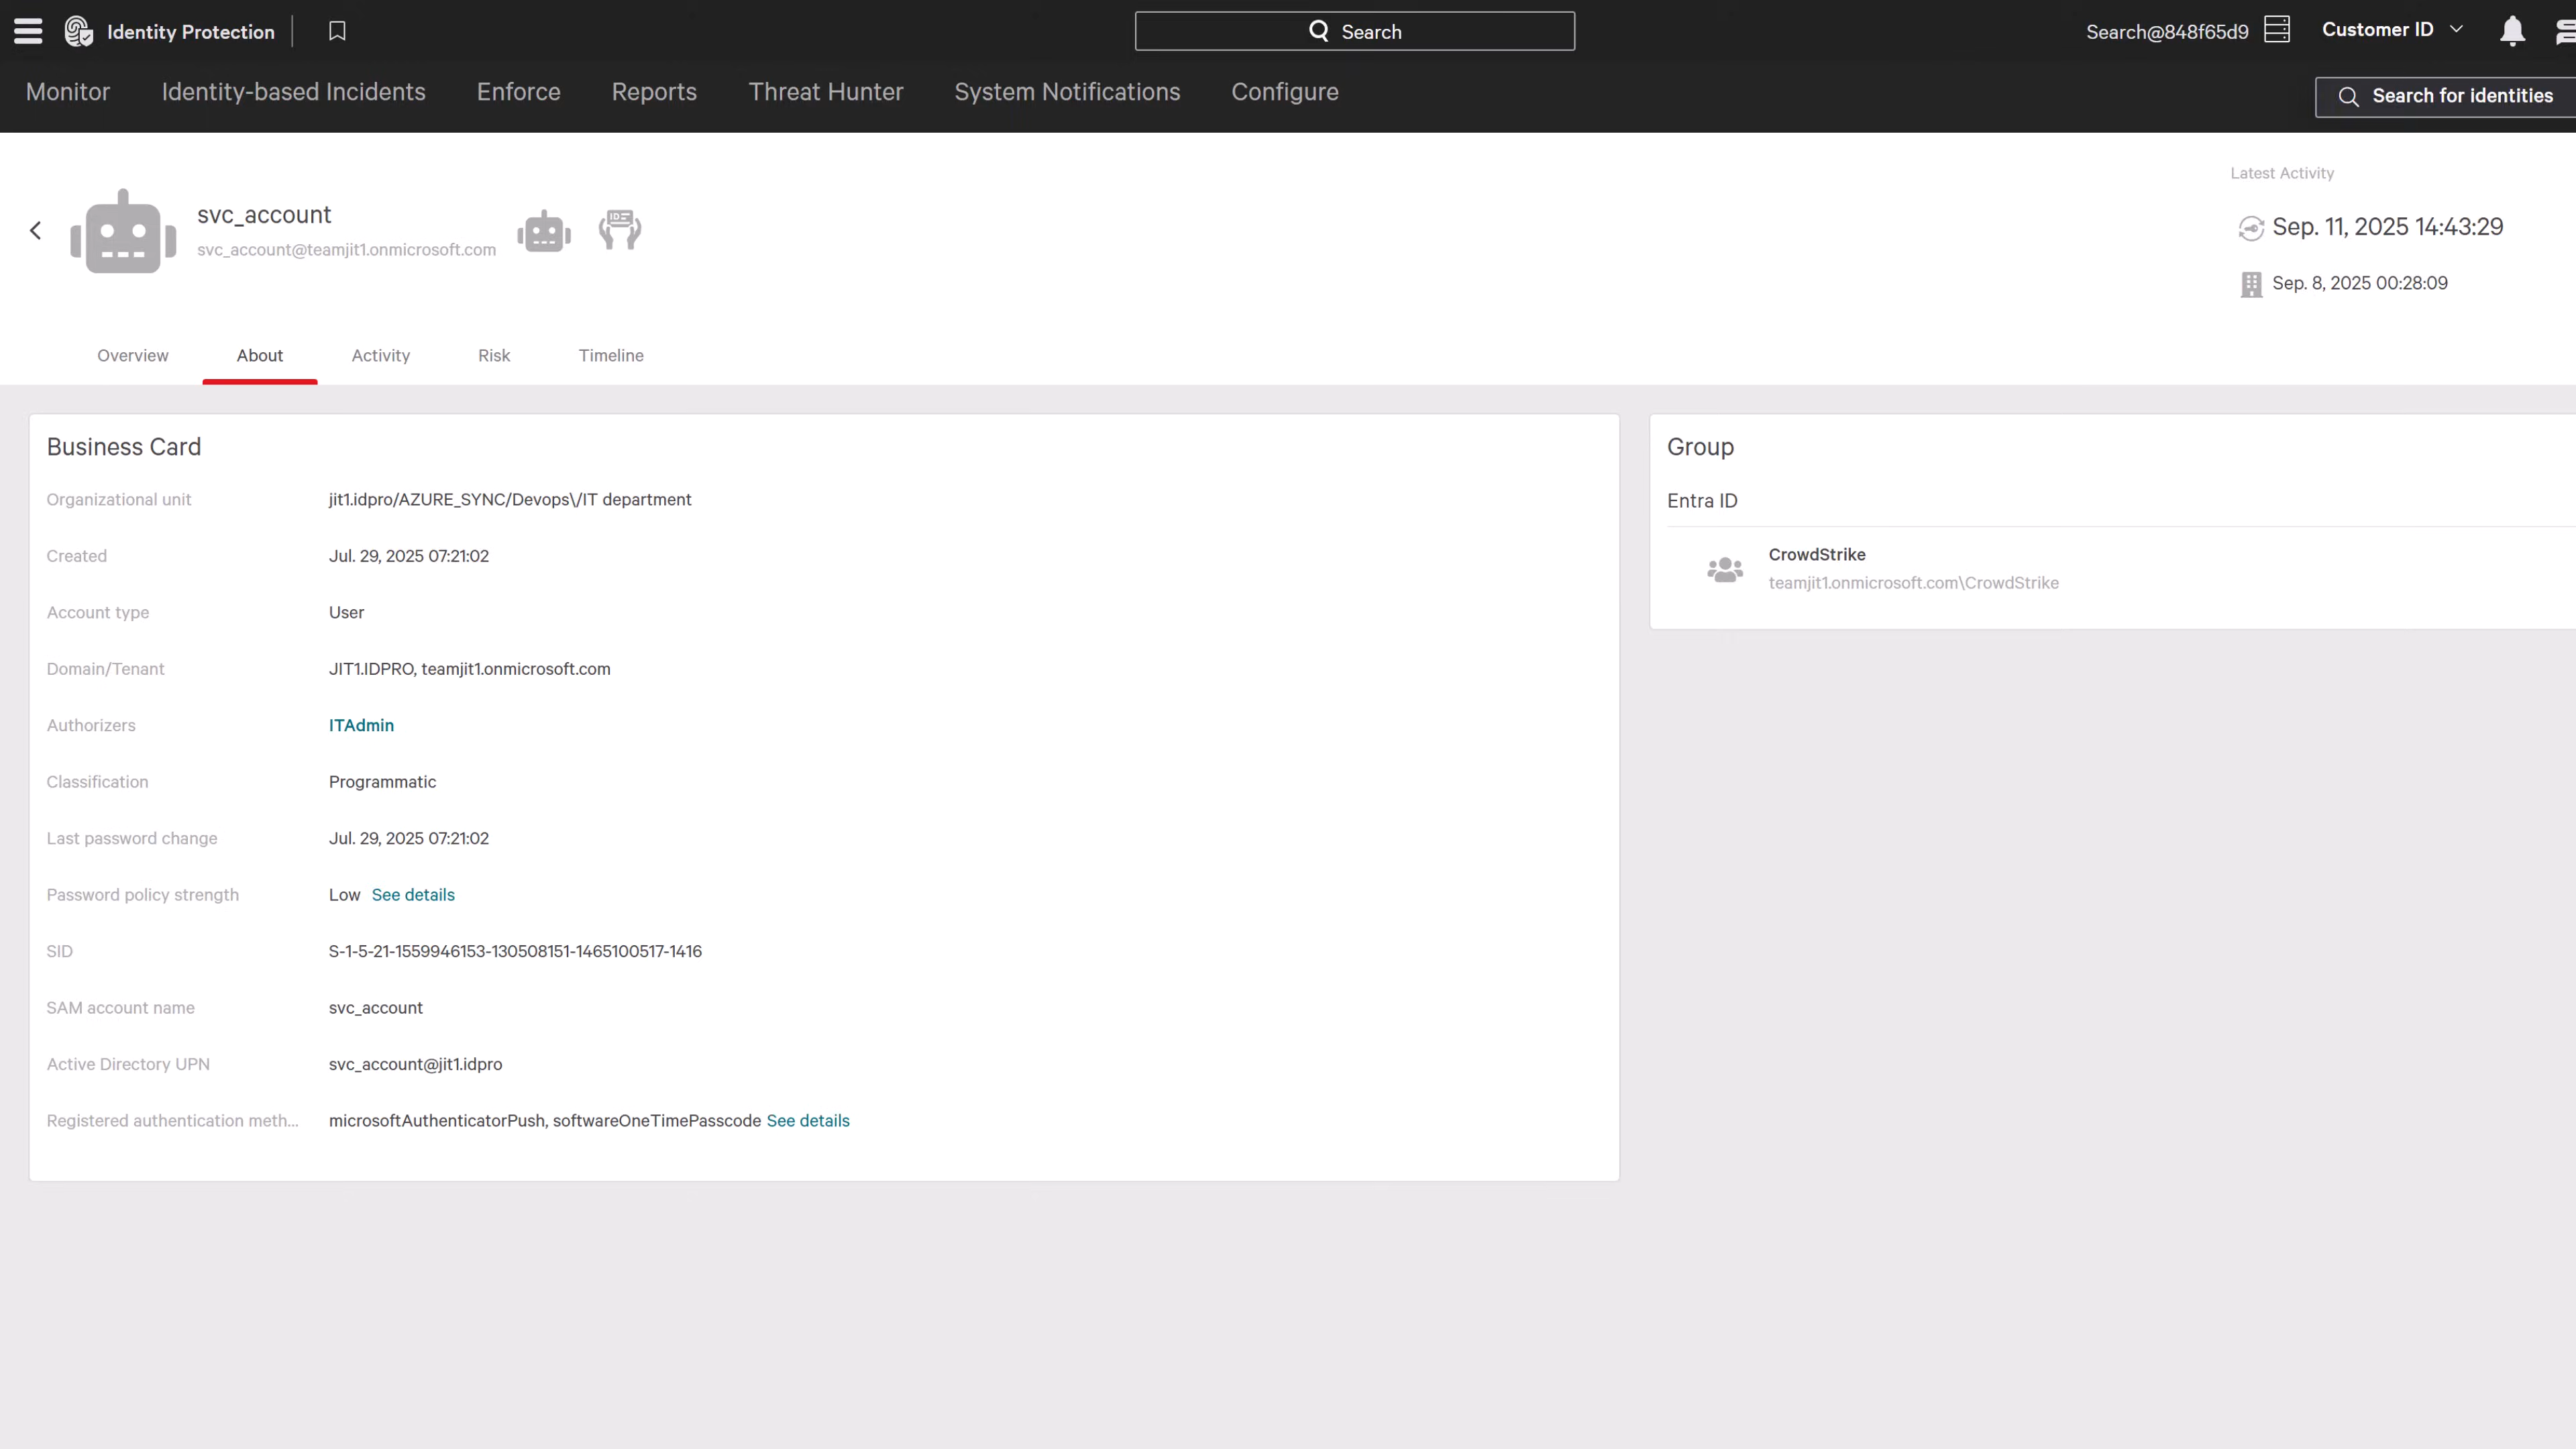 Identity Protection
Search
Search@848f65d9
Customer ID
Monitor Identity-based Incidents Enforce Reports Threat Hunter System Notifications Configure
Search for identities
svc_account
svc_account@teamjit1.onmicrosoft.com
ID
Latest Activity
Sep. 11, 2025 14:43:29
Sep. 8, 2025 00:28:09
Overview About Activity Risk Timeline
Business Card
Organizational unit jit1.idpro/AZURE_SYNC/Devops\/IT department
Created Jul. 29, 2025 07:21:02
Account type User
Domain/Tenant JIT1.IDPRO, teamjit1.onmicrosoft.com
Authorizers ITAdmin
Classification Programmatic
Last password change Jul. 29, 2025 07:21:02
Password policy strength Low See details
SID S-1-5-21-1559946153-130508151-1465100517-1416
SAM account name svc_account
Active Directory UPN svc_account@jit1.idpro
Registered authentication meth... microsoftAuthenticatorPush, softwareOneTimePasscode See details
Group
Entra ID
CrowdStrike
teamjit1.onmicrosoft.com\CrowdStrike